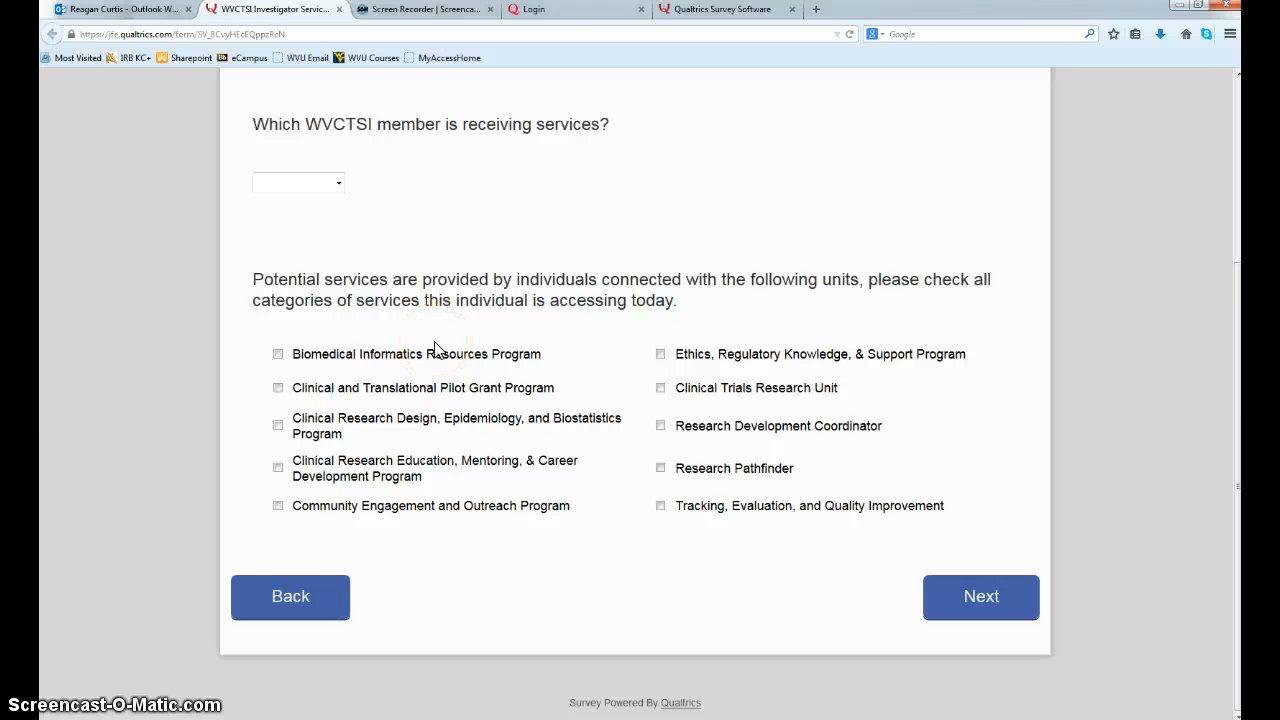 Reagan Curtis - Outlook W...
WVCTSI Investigator Servic...
Screen Recorder | Screenca...
Login
Qualtrics Survey Software
https://jfe.qualtrics.com/form/SV_8CvyHEcEQppzRcN
Google
Most Visited
IRB KC+
Sharepoint
eCampus
WVU Email
WVU Courses
MyAccessHome
Which WVCTSI member is receiving services?
Potential services are provided by individuals connected with the following units, please check all
categories of services this individual is accessing today.
Biomedical Informatics Resources Program
Ethics, Regulatory Knowledge, & Support Program
Clinical and Translational Pilot Grant Program
Clinical Trials Research Unit
Clinical Research Design, Epidemiology, and Biostatistics
Program
Research Development Coordinator
Clinical Research Education, Mentoring, & Career
Development Program
Research Pathfinder
Community Engagement and Outreach Program
Tracking, Evaluation, and Quality Improvement
Back
Next
Survey Powered By Qualtrics
Screencast-O-Matic.com